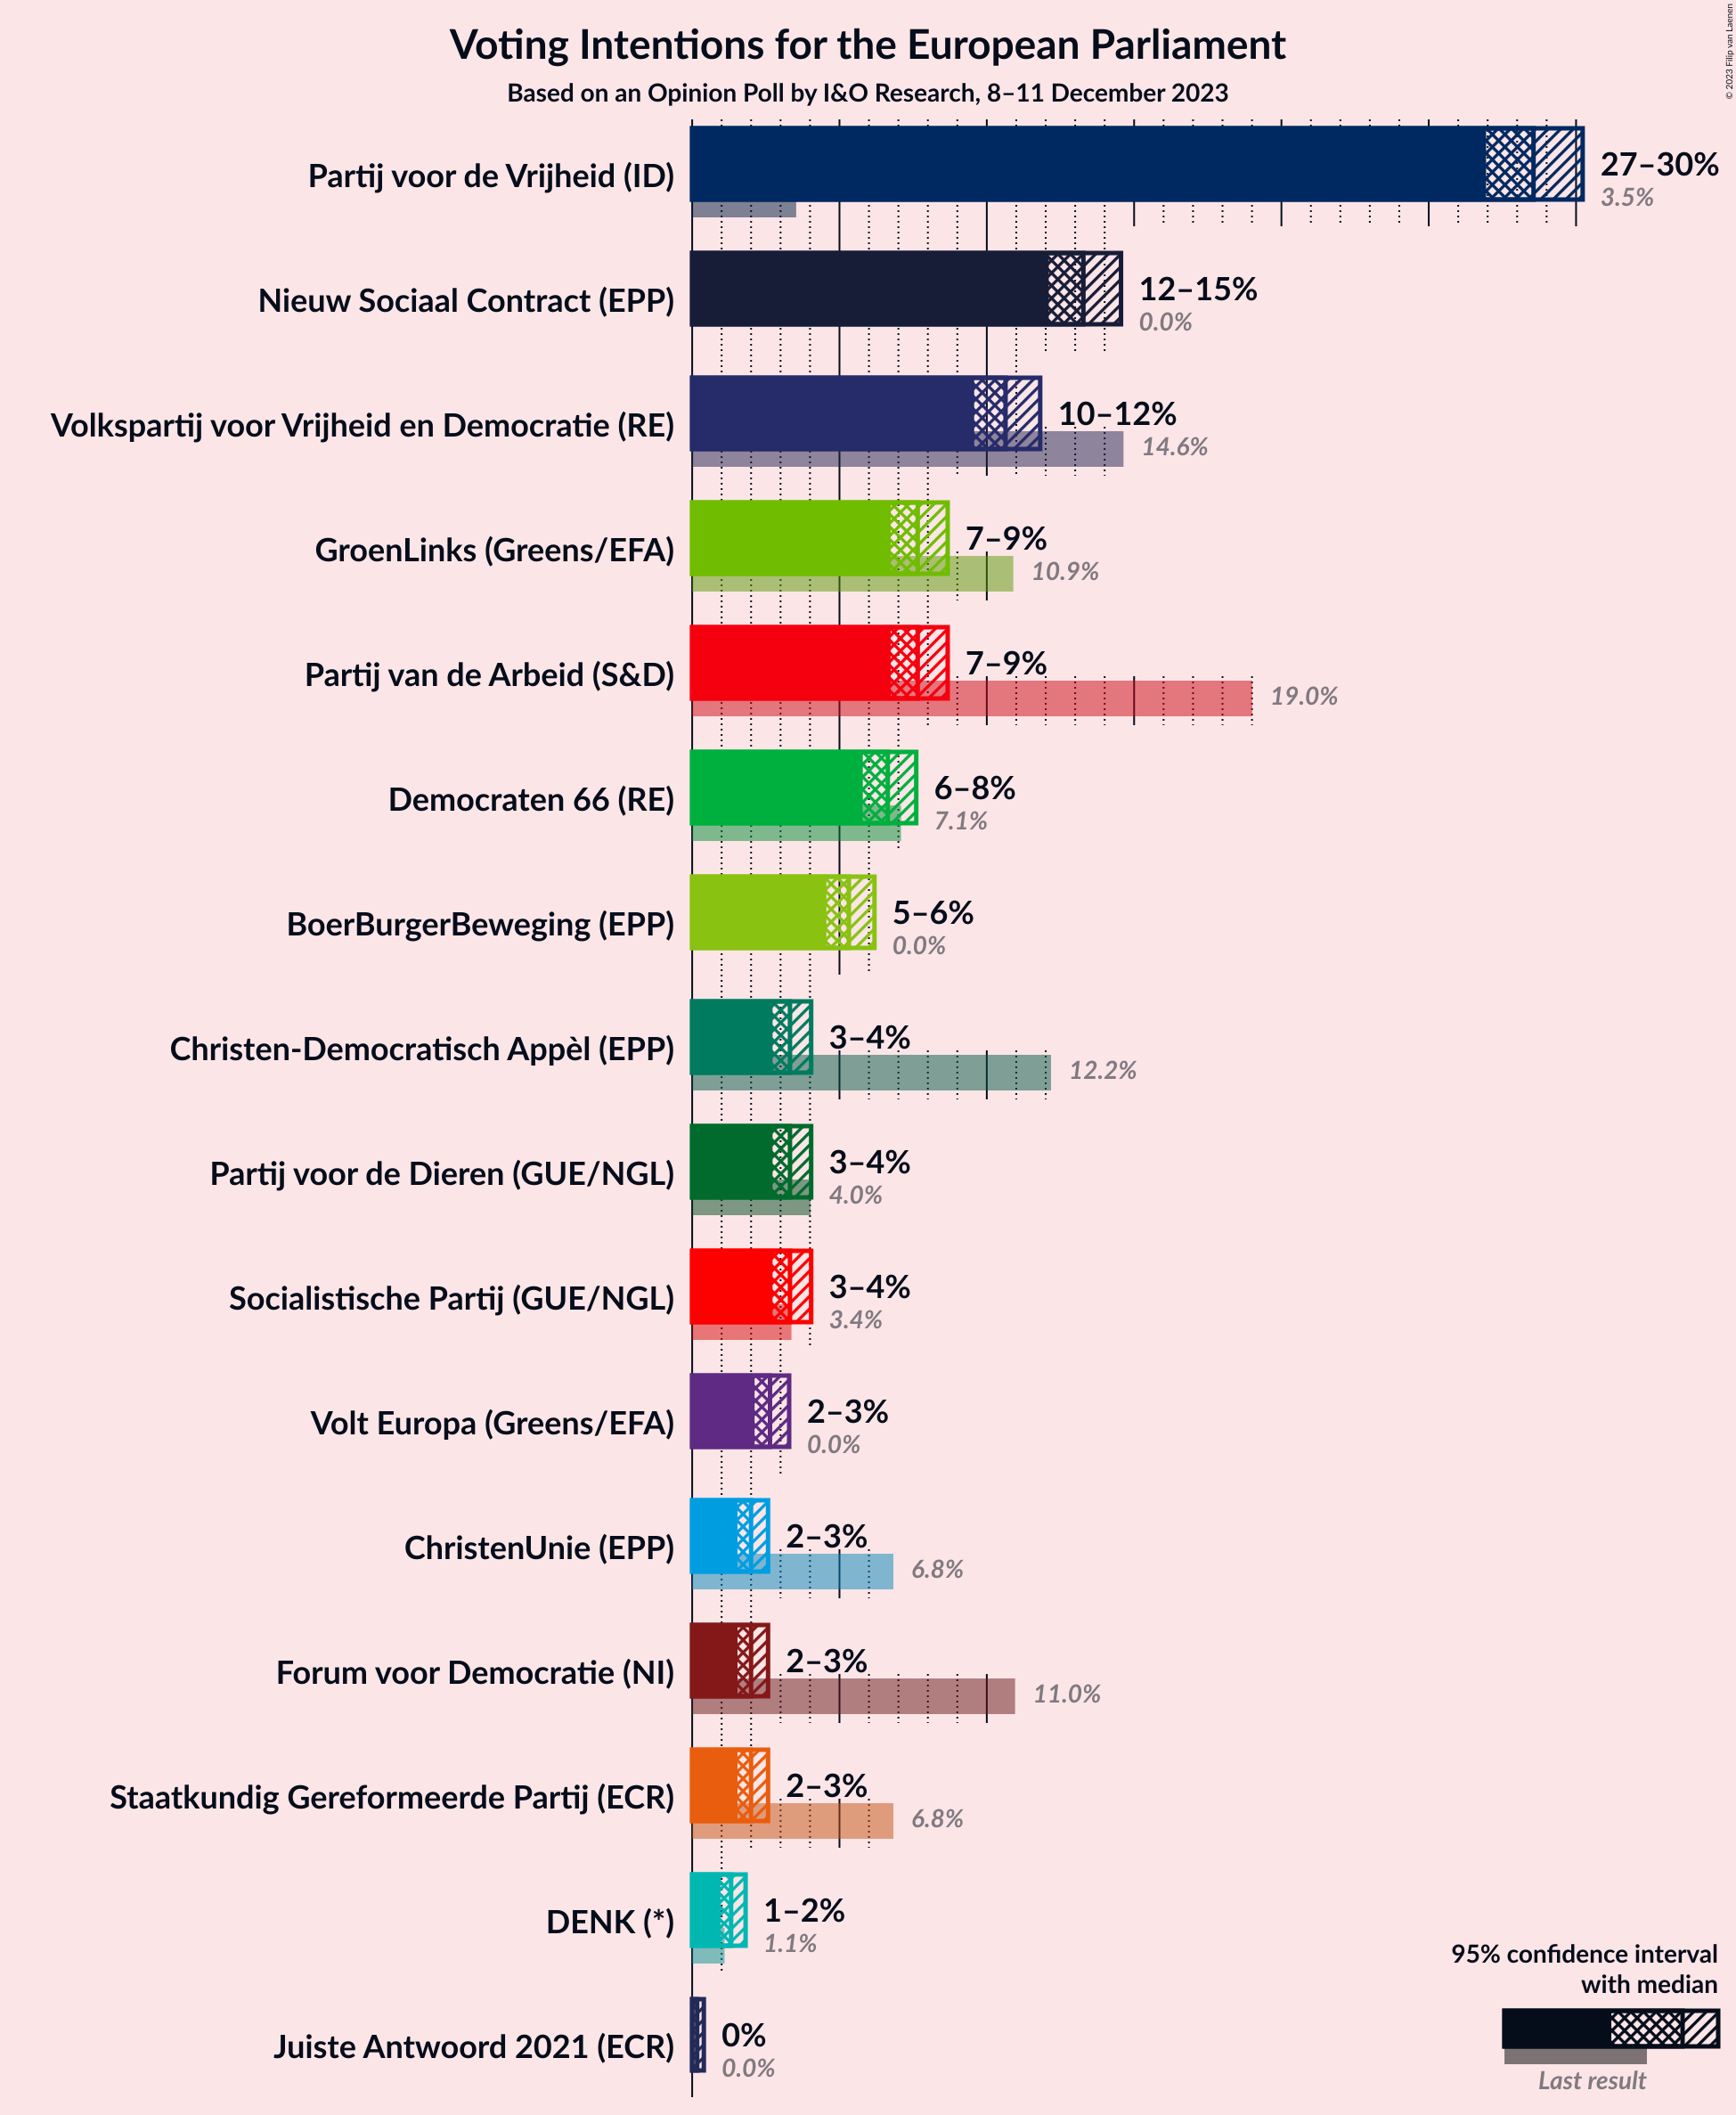 Voting Intentions for the European Parliament
Based on an Opinion Poll by I&O Research, 8–11 December 2023
© 2023 Filip van Laenen
Partij voor de Vrijheid (ID)
27–30%
3.5%
Nieuw Sociaal Contract (EPP)
12–15%
0.0%
Volkspartij voor Vrijheid en Democratie (RE)
10–12%
14.6%
GroenLinks (Greens/EFA)
7–9%
10.9%
Partij van de Arbeid (S&D)
7–9%
19.0%
Democraten 66 (RE)
6–8%
7.1%
BoerBurgerBeweging (EPP)
5–6%
0.0%
Christen-Democratisch Appèl (EPP)
3–4%
12.2%
Partij voor de Dieren (GUE/NGL)
3–4%
4.0%
Socialistische Partij (GUE/NGL)
3–4%
3.4%
Volt Europa (Greens/EFA)
2–3%
0.0%
ChristenUnie (EPP)
2–3%
6.8%
Forum voor Democratie (NI)
2–3%
11.0%
Staatkundig Gereformeerde Partij (ECR)
2–3%
6.8%
DENK (*)
1–2%
1.1%
Juiste Antwoord 2021 (ECR)
0%
0.0%
95% confidence interval
with median
Last result